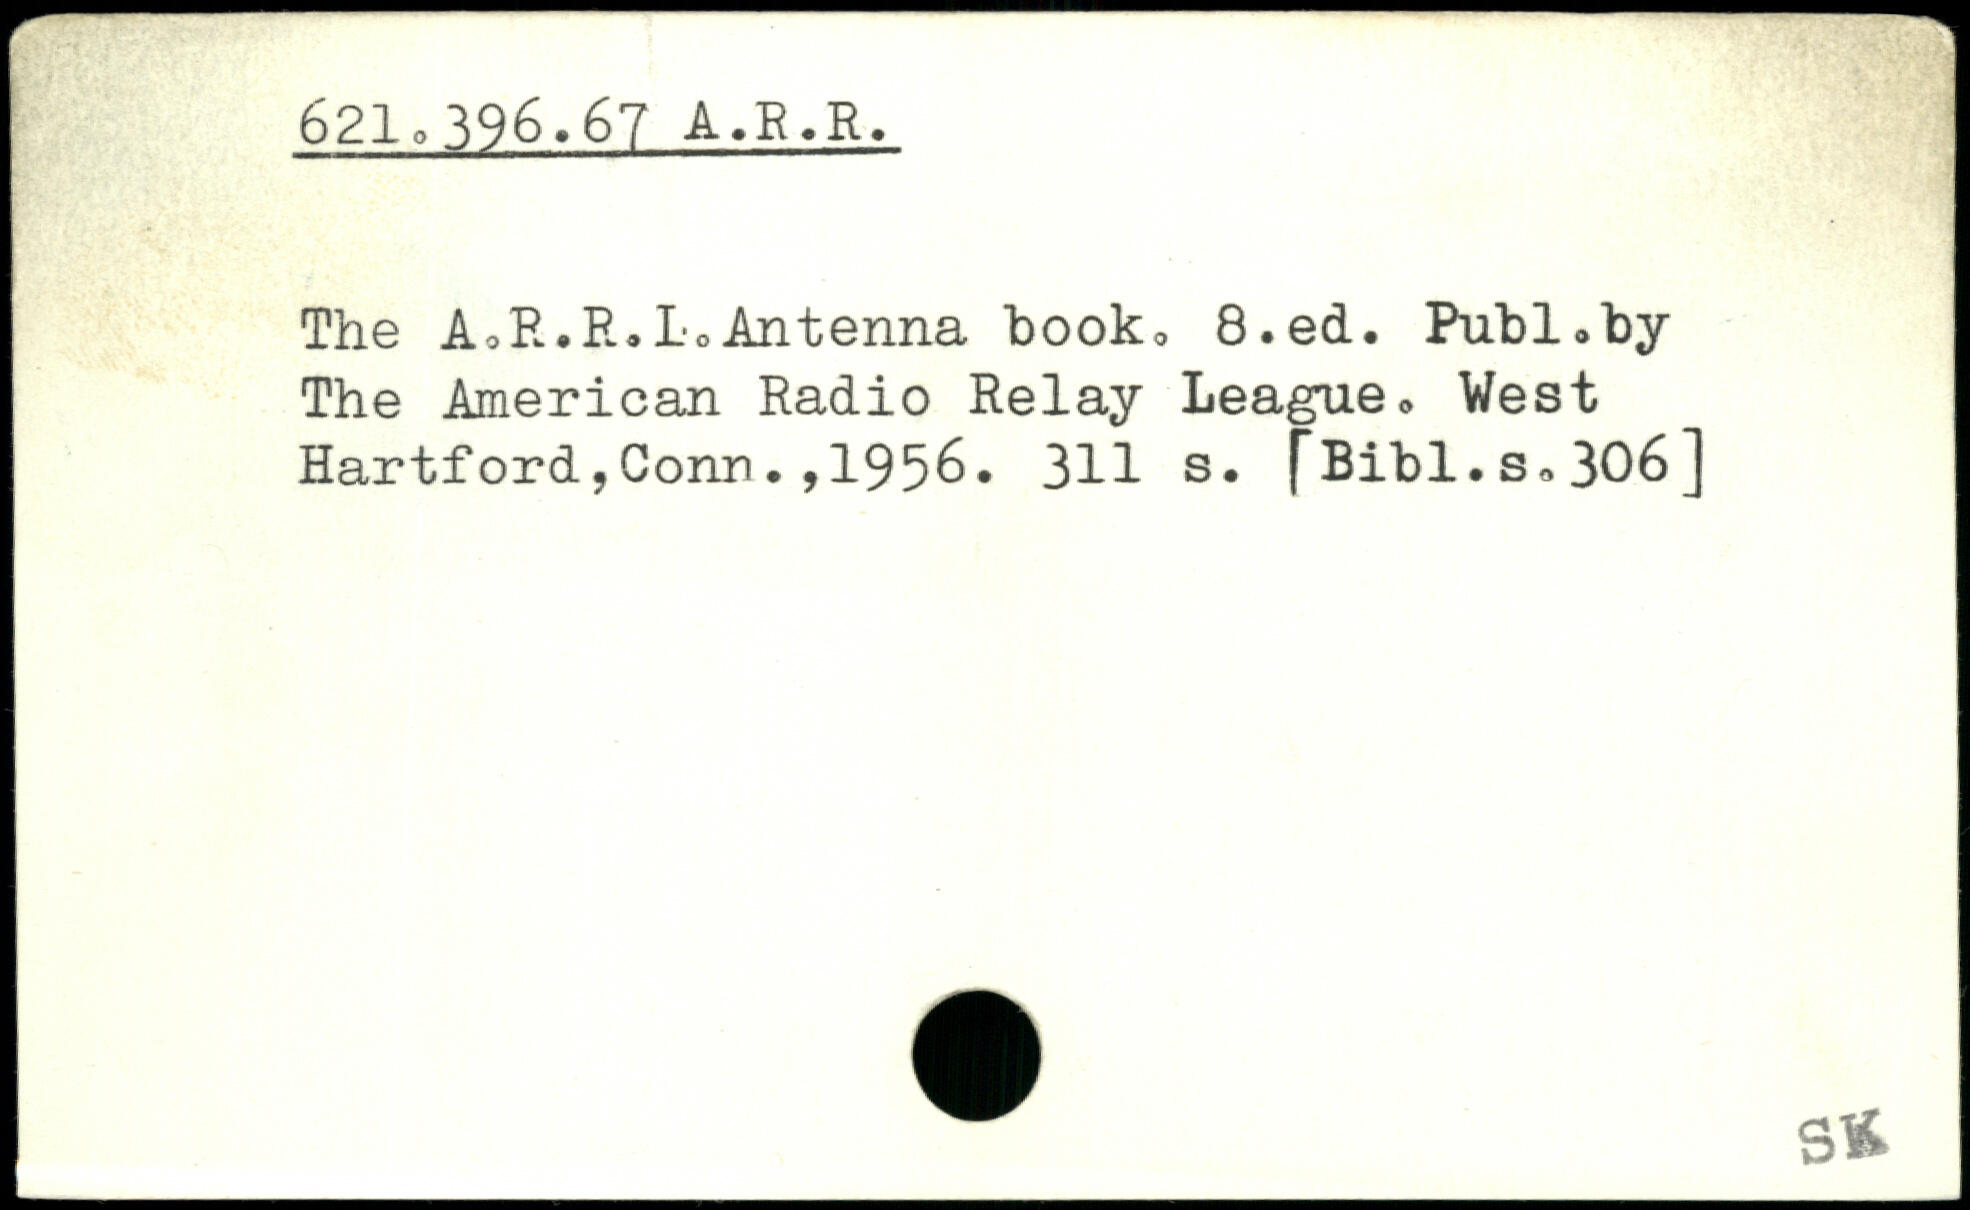 621.396.67 A.R.R.
The A.R.R.L.Antenna book. 8.ed. Publ.by
The American Radio Relay League. West
Hartford,Conn.,1956. 311 s. [Bibl.s.306]
SK